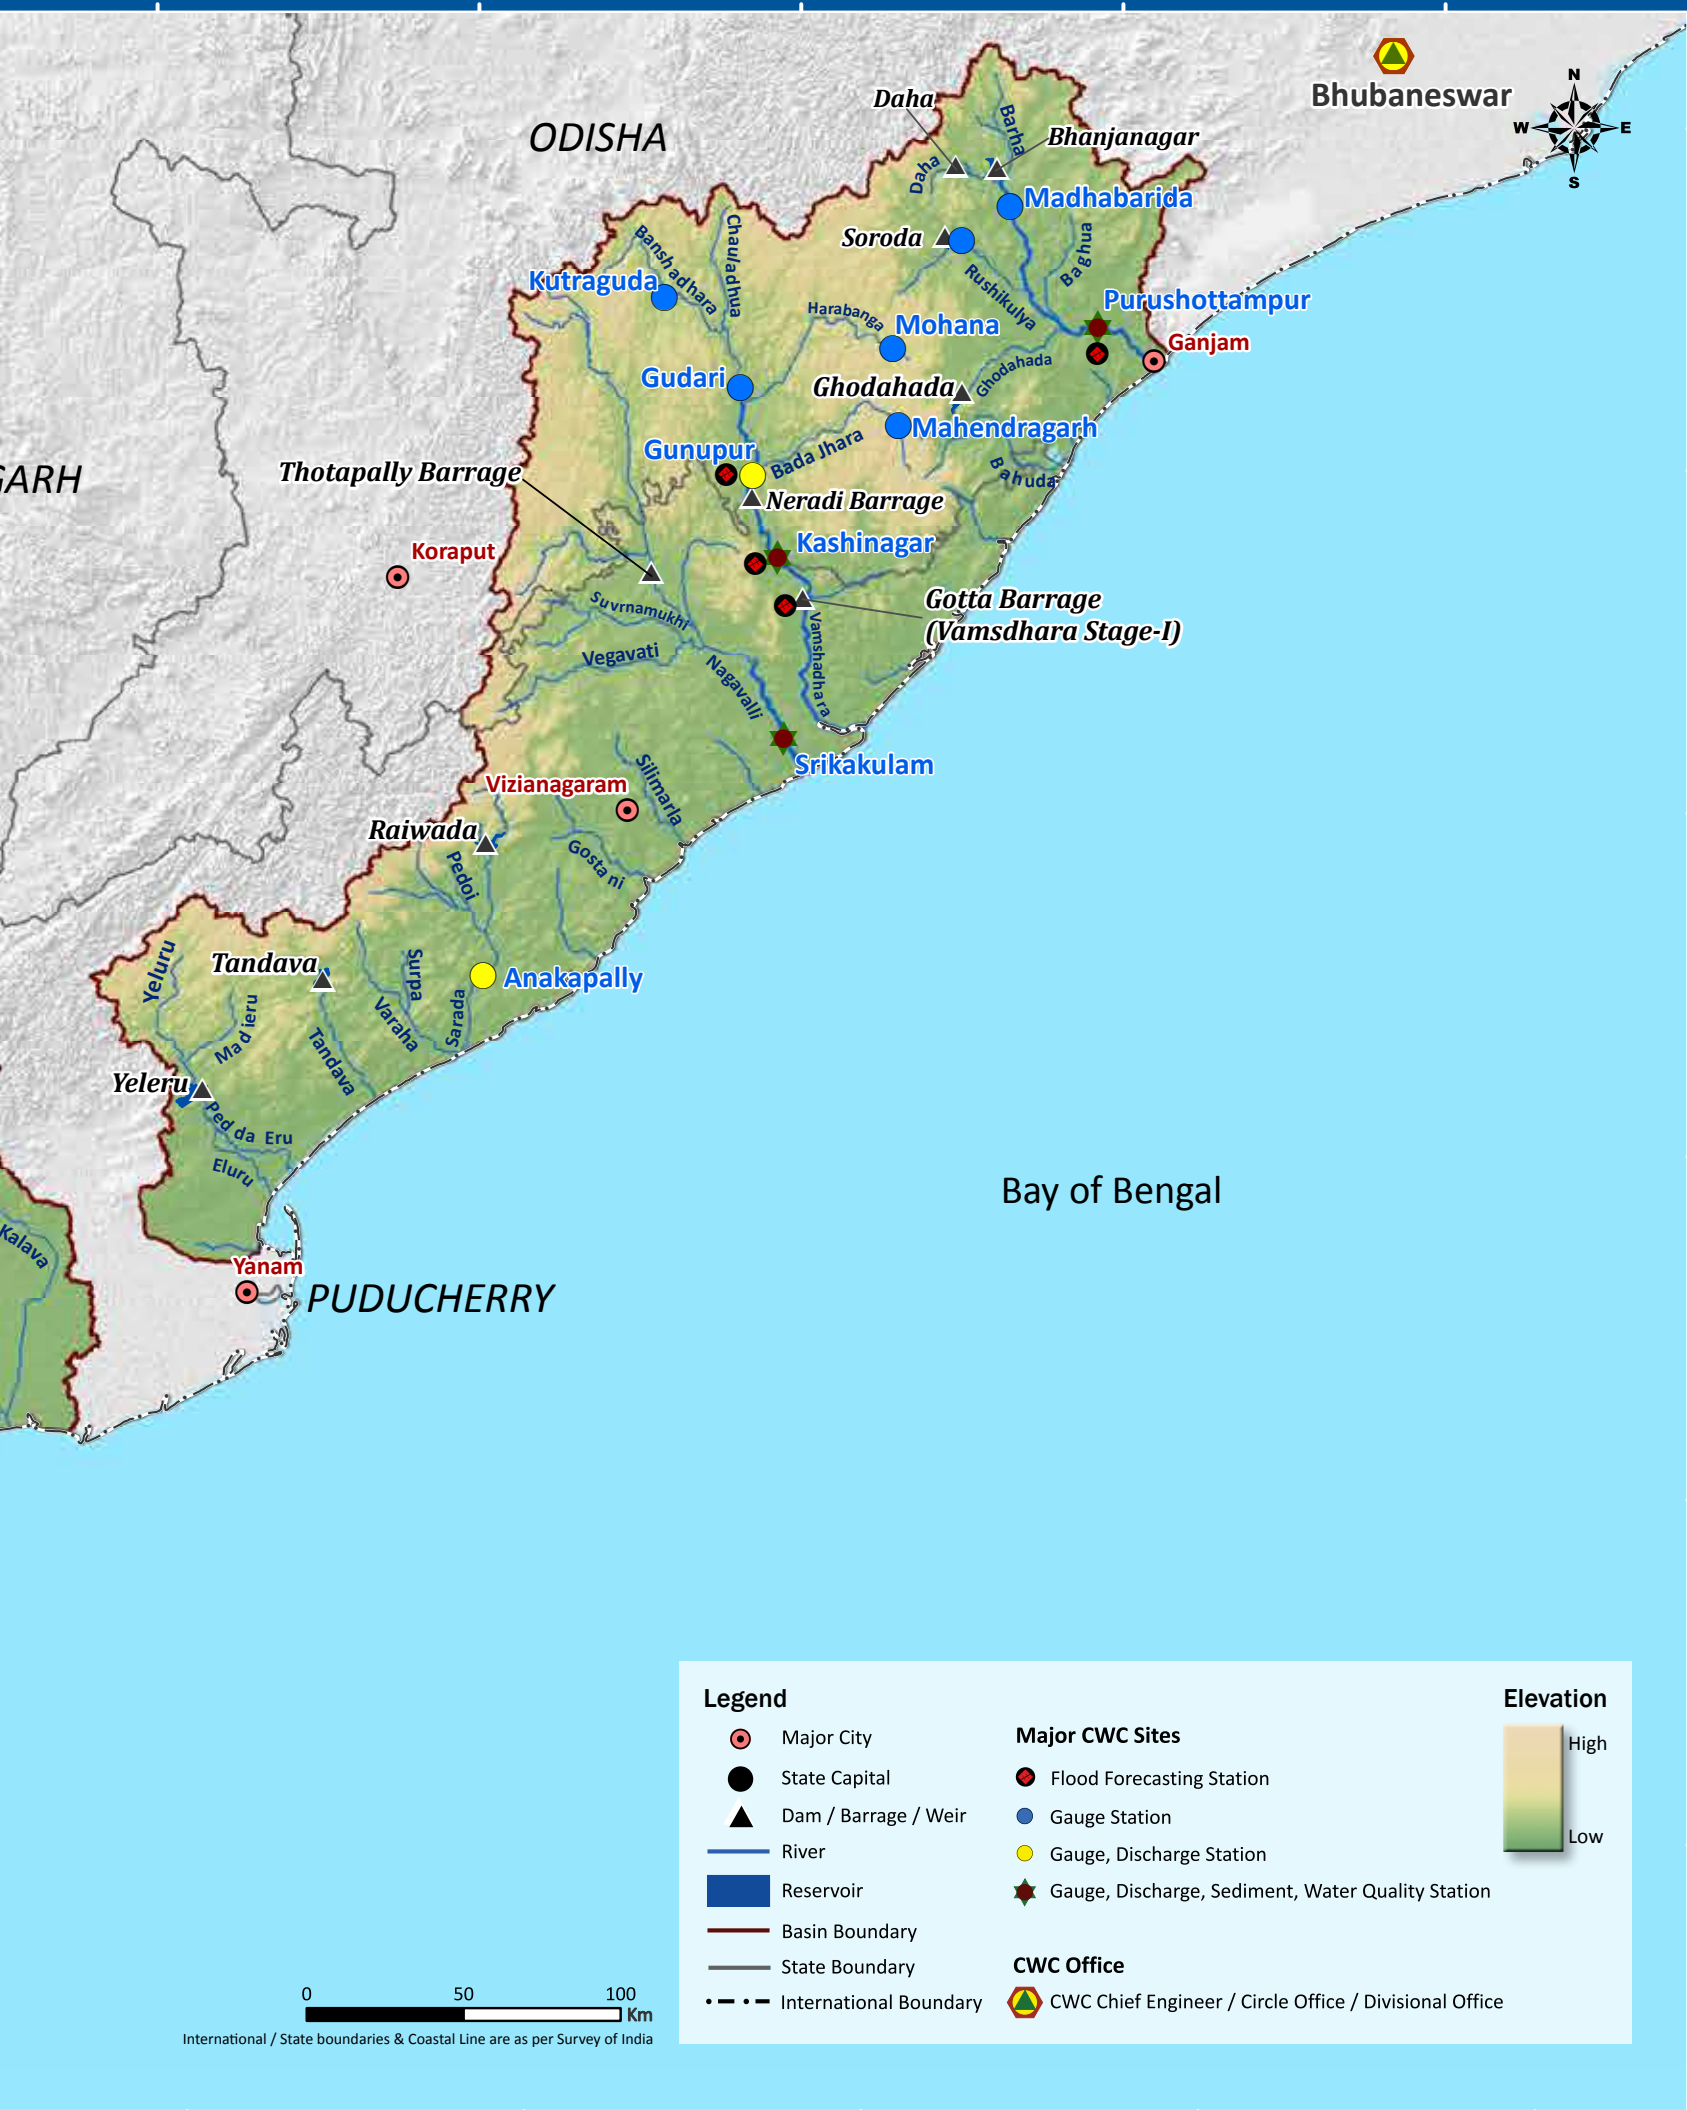 Bhubaneswar
N
W
E
S
ODISHA
Daha
Barha
Bhanjanagar
Daha
Madhabarida
Soroda
Baghua
Chauladhua
Banshadhara
Kutraguda
Rushikulya
Purushottampur
Harabanga
Mohana
Ganjam
Gudari
Ghodahada
Ghodahada
Mahendragarh
Gunupur
Bada Jhara
Bahuda
GARH
Thotapally Barrage
Neradi Barrage
Kashinagar
Koraput
Gotta Barrage
(Vamsdhara Stage-I)
Suvrnamukhi
Vamshadhara
Vegavati
Nagavalli
Srikakulam
Silimarla
Vizianagaram
Raiwada
Gostani
Pedoi
Yeluru
Tandava
Surpa
Anakapally
Madieru
Varaha
Sarada
Tandava
Yeleru
Pedda Eru
Eluru
Bay of Bengal
Kalava
Yanam
PUDUCHERRY
Legend
Major City
State Capital
Dam / Barrage / Weir
River
Reservoir
Basin Boundary
State Boundary
International Boundary
Major CWC Sites
Flood Forecasting Station
Gauge Station
Gauge, Discharge Station
Gauge, Discharge, Sediment, Water Quality Station
CWC Office
CWC Chief Engineer / Circle Office / Divisional Office
Elevation
High
Low
0 50 100
Km
International / State boundaries & Coastal Line are as per Survey of India